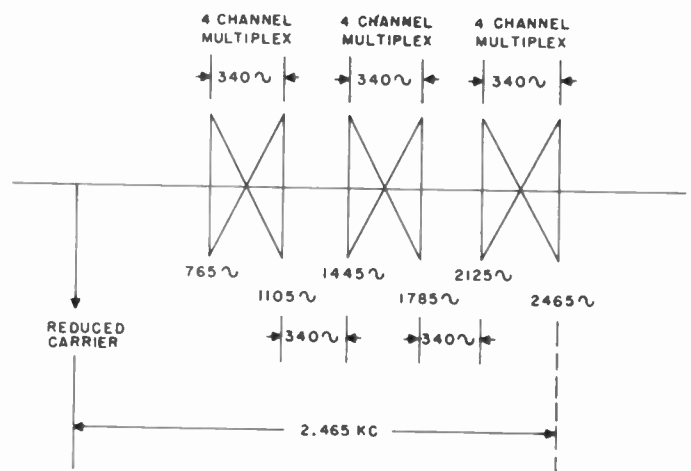 4 CHANNEL MULTIPLEX
4 CHANNEL MULTIPLEX
4 CHANNEL MULTIPLEX
340~
340~
340~
765~
1105~
1445~
1785~
2125~
2465~
REDUCED CARRIER
340~
340~
2.465 KC